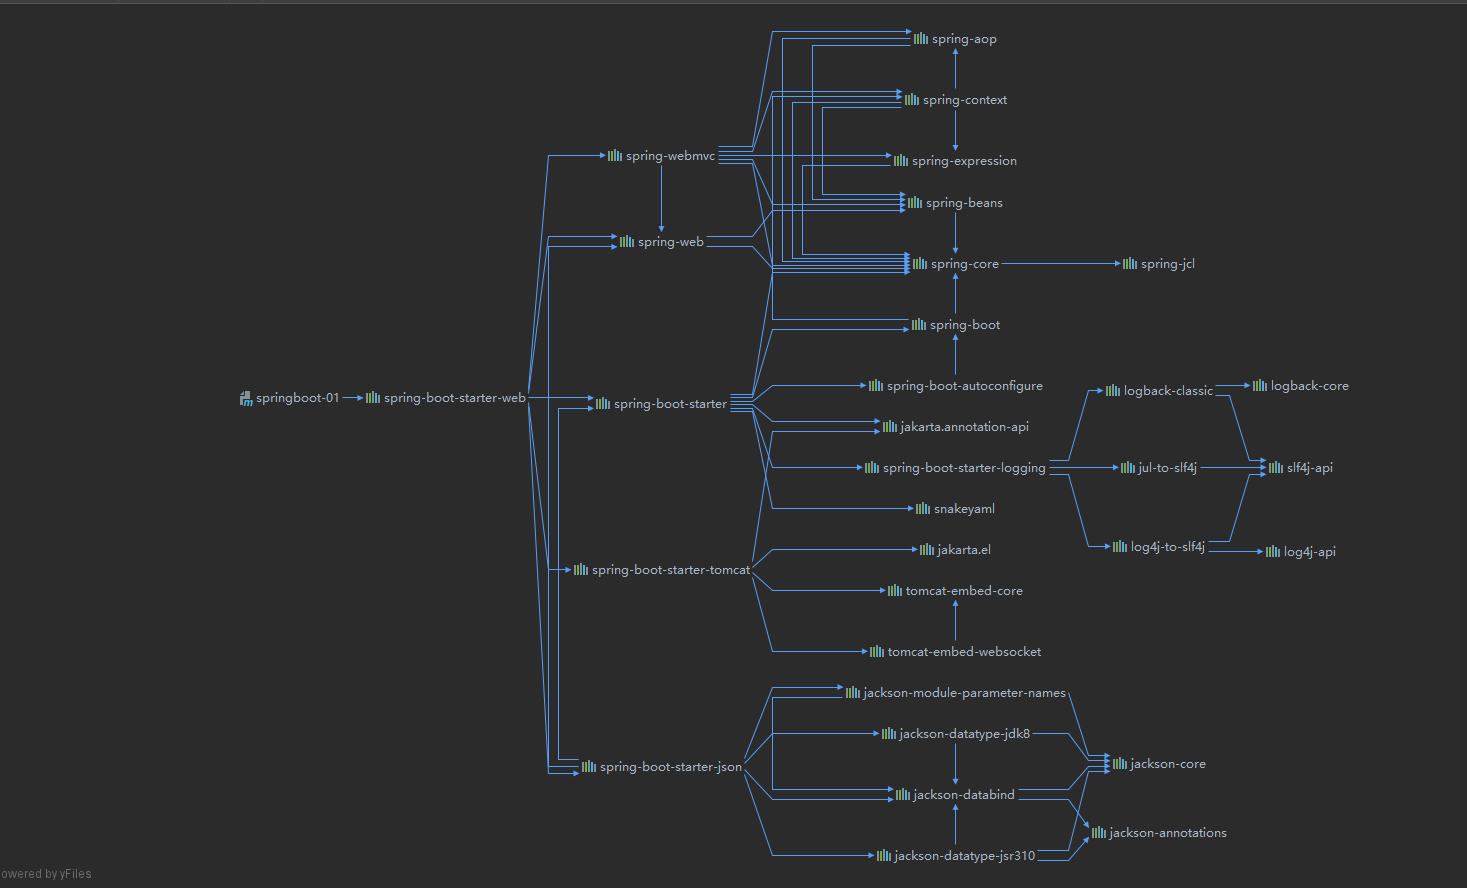 spring-aop
spring-context
spring-webmvc
spring-expression
spring-beans
spring-web
spring-core
spring-jcl
spring-boot
spring-boot-autoconfigure
logback-classic
logback-core
springboot-01
spring-boot-starter-web
spring-boot-starter
jakarta.annotation-api
spring-boot-starter-logging
jul-to-slf4j
slf4j-api
snakeyaml
log4j-to-slf4j
log4j-api
jakarta.el
spring-boot-starter-tomcat
tomcat-embed-core
tomcat-embed-websocket
jackson-module-parameter-names
jackson-datatype-jdk8
spring-boot-starter-json
jackson-core
jackson-databind
jackson-annotations
jackson-datatype-jsr310
owered by yFiles